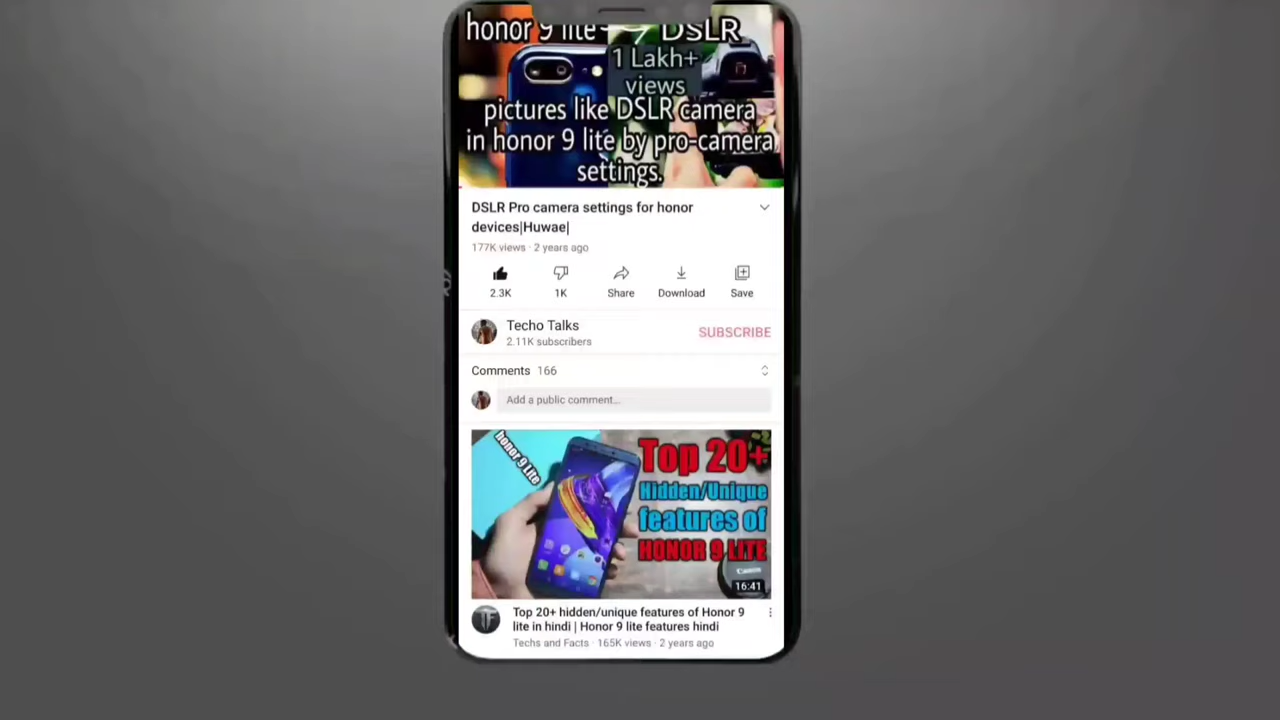 honor 9 lite
DSLR
1 Lakh+
views
pictures like DSLR camera
in honor 9 lite by pro-camera
settings.
DSLR Pro camera settings for honor
devices|Huwae|
177K views · 2 years ago
2.3K
1K
Share
Download
Save
Techo Talks
2.11K subscribers
SUBSCRIBE
Comments 166
Add a public comment...
honor 9 Lite
Top 20+
Hidden/Unique
features of
HONOR 9 LITE
Canon
16:41
TF
Top 20+ hidden/unique features of Honor 9
lite in hindi | Honor 9 lite features hindi
Techs and Facts · 165K views · 2 years ago